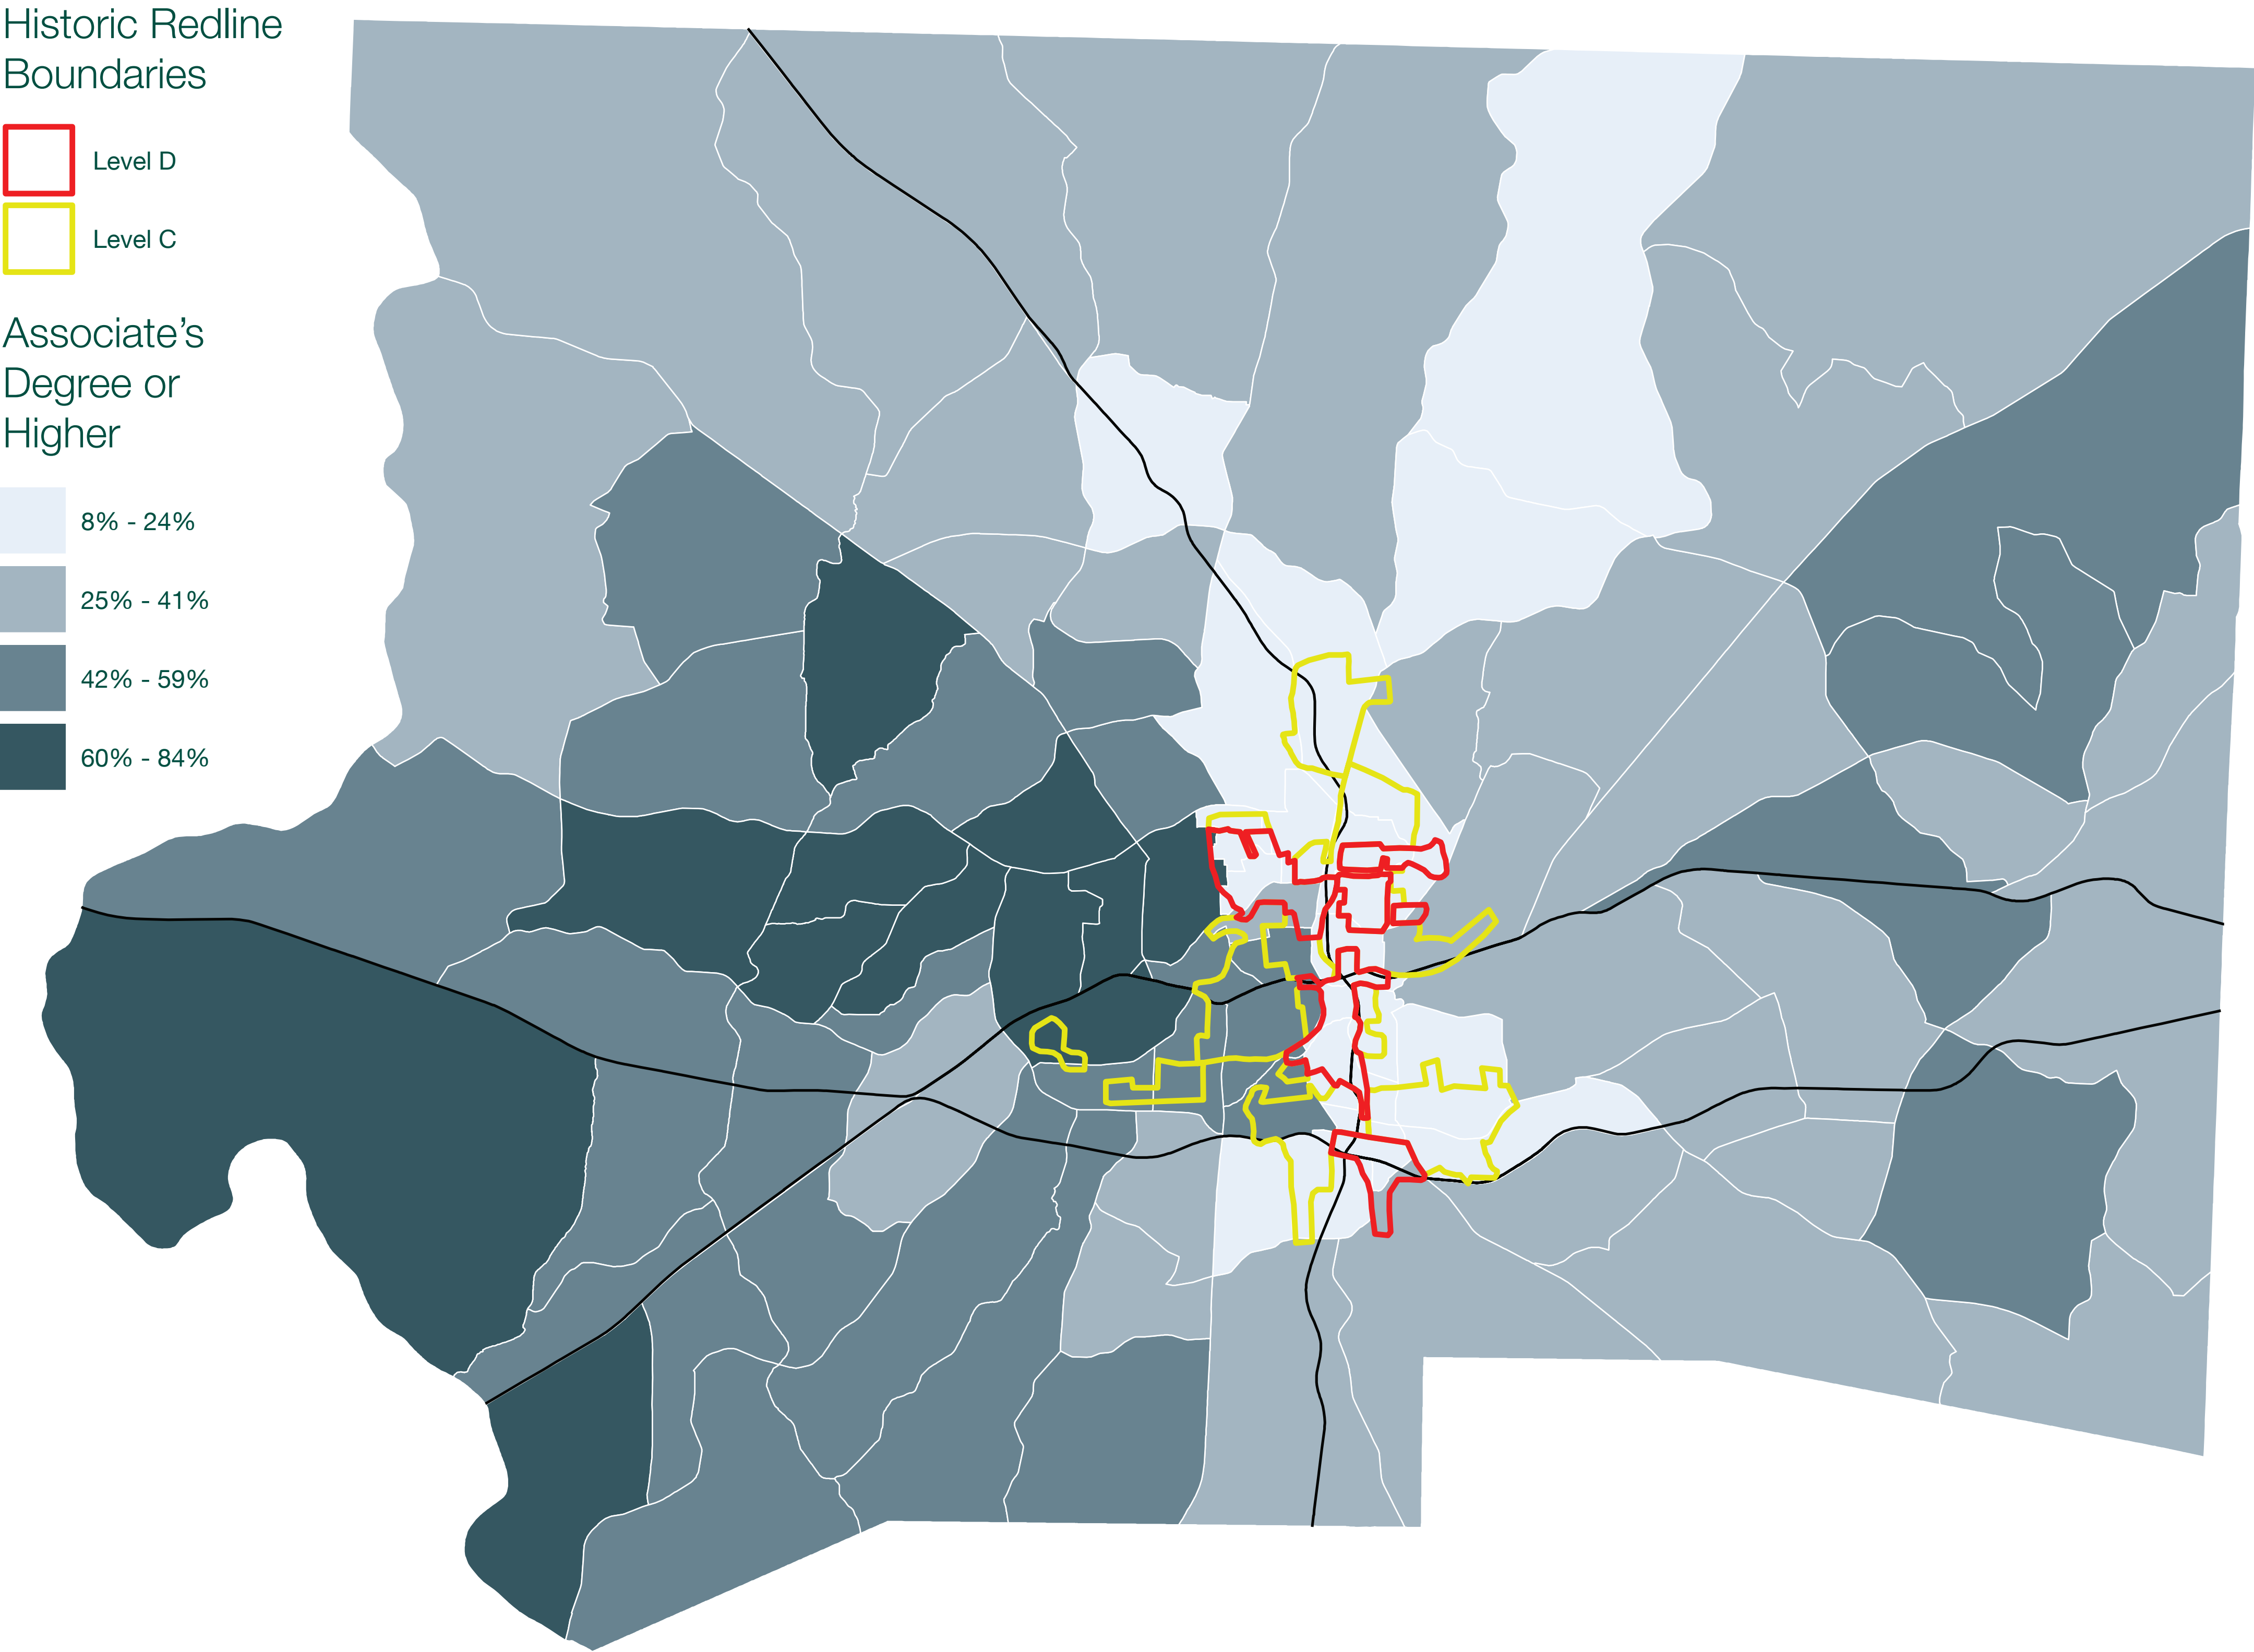 Historic Redline
Boundaries
Level D
Level C
Associate’s
Degree or
Higher
8% - 24%
25% - 41%
42% - 59%
60% - 84%